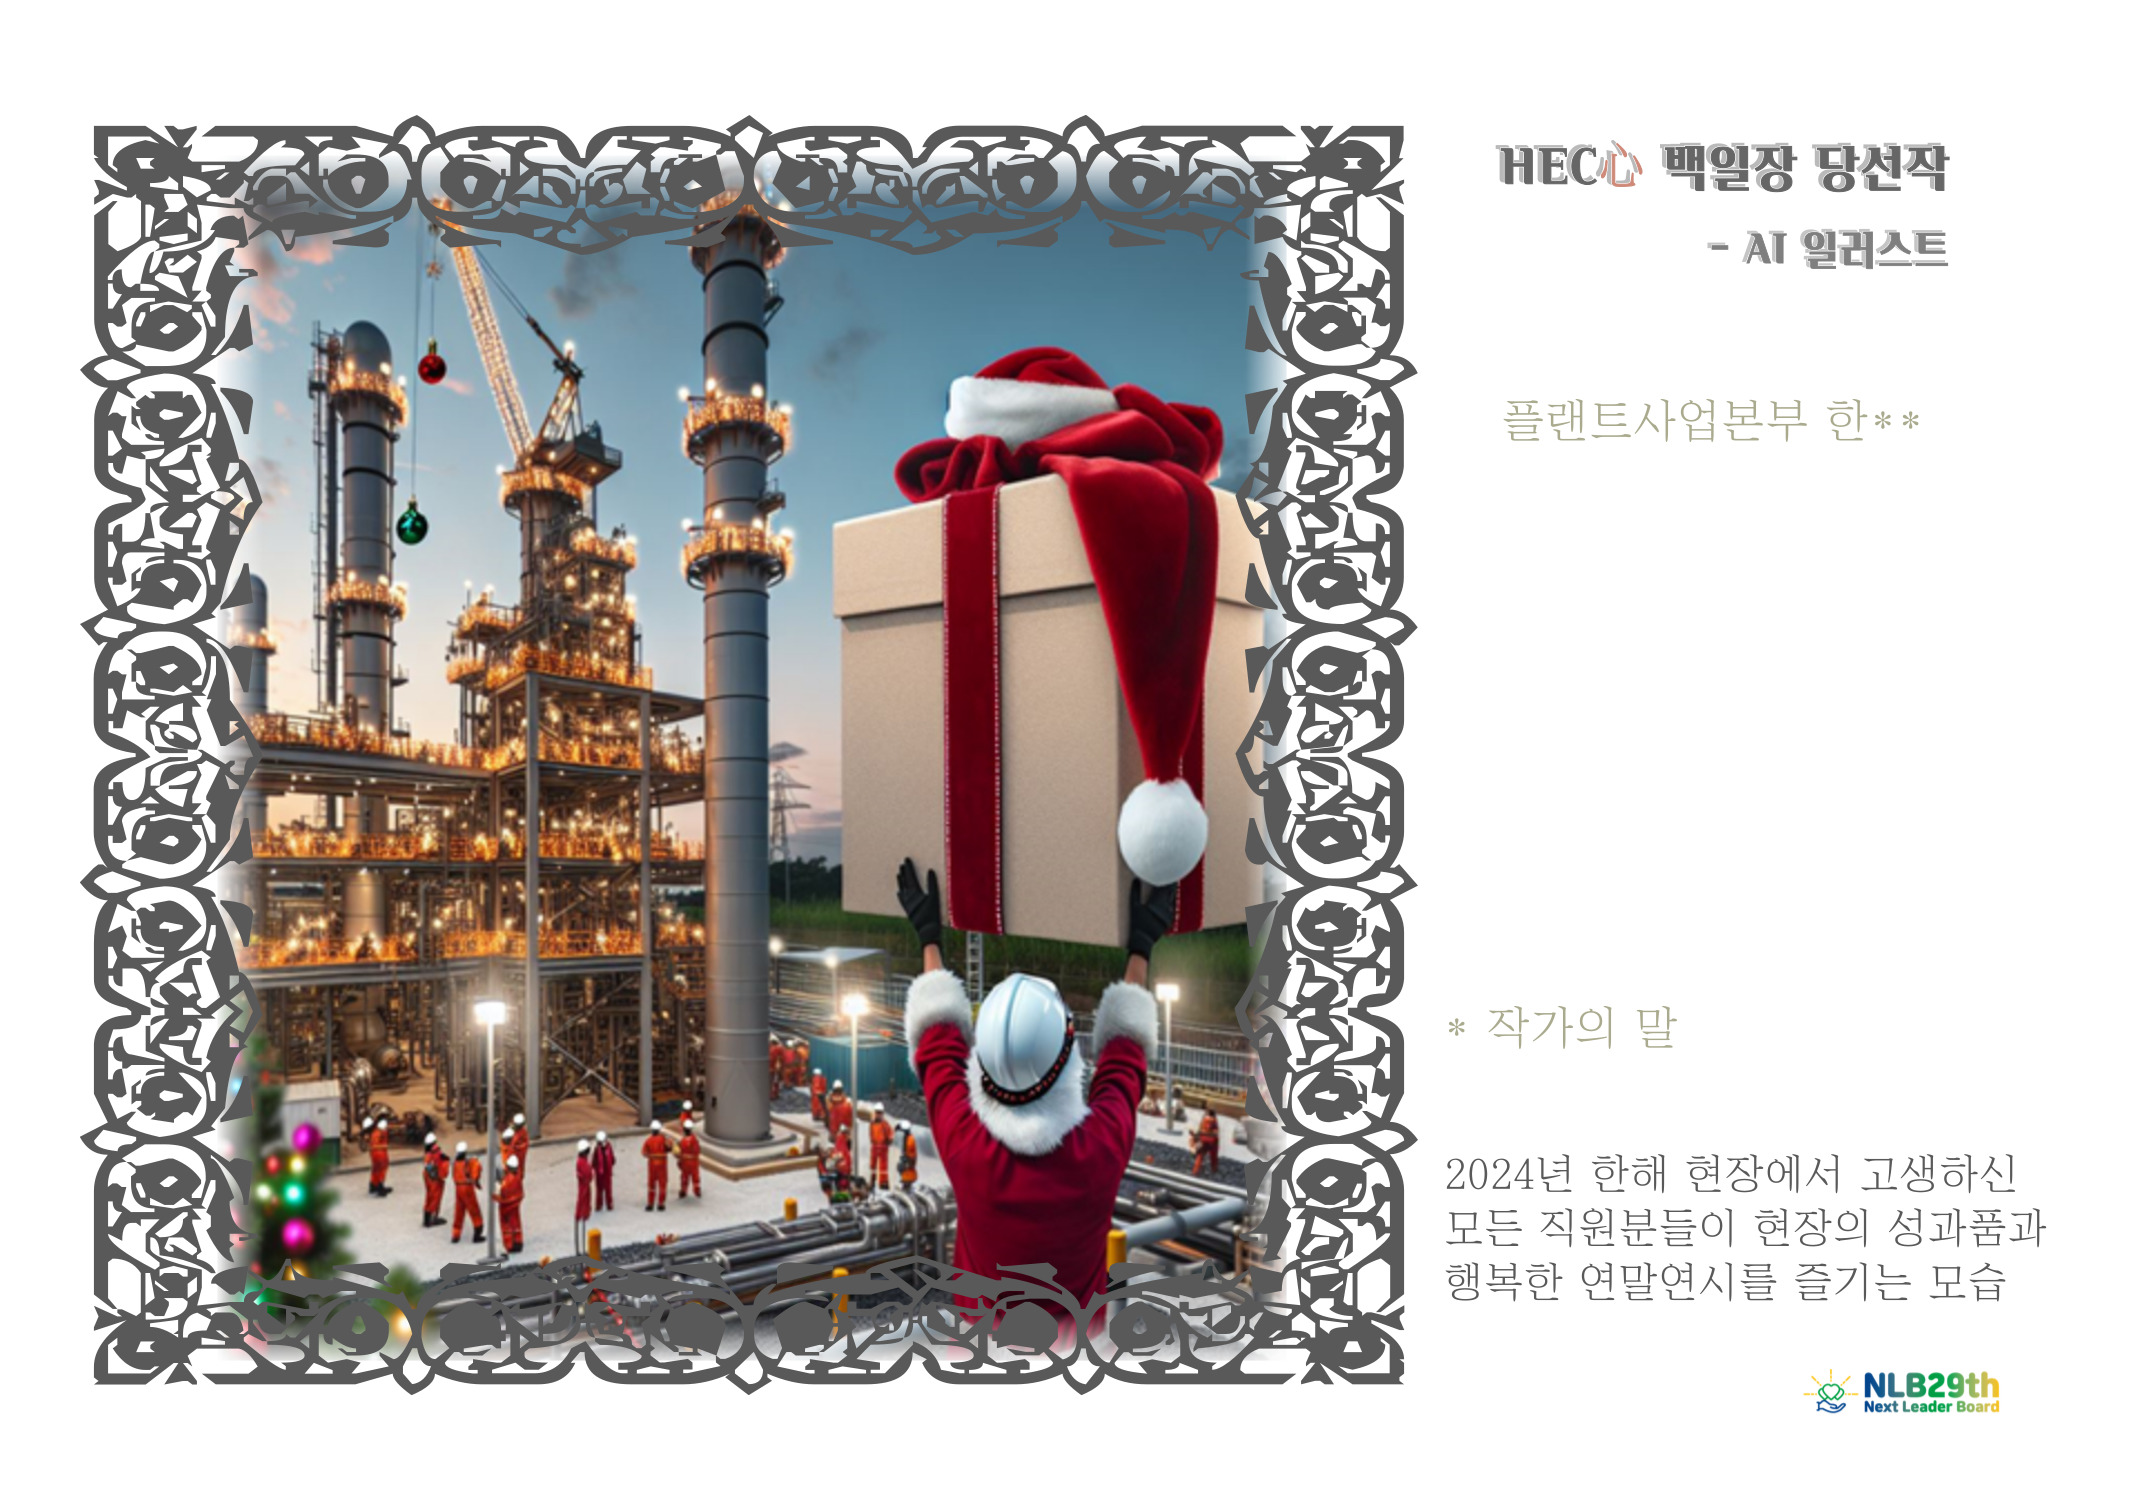 HEC心 백일장 당선작
- AI 일러스트
플랜트사업본부 한**
* 작가의 말
2024년 한해 현장에서 고생하신
모든 직원분들이 현장의 성과품과
행복한 연말연시를 즐기는 모습
NLB29th
Next Leader Board